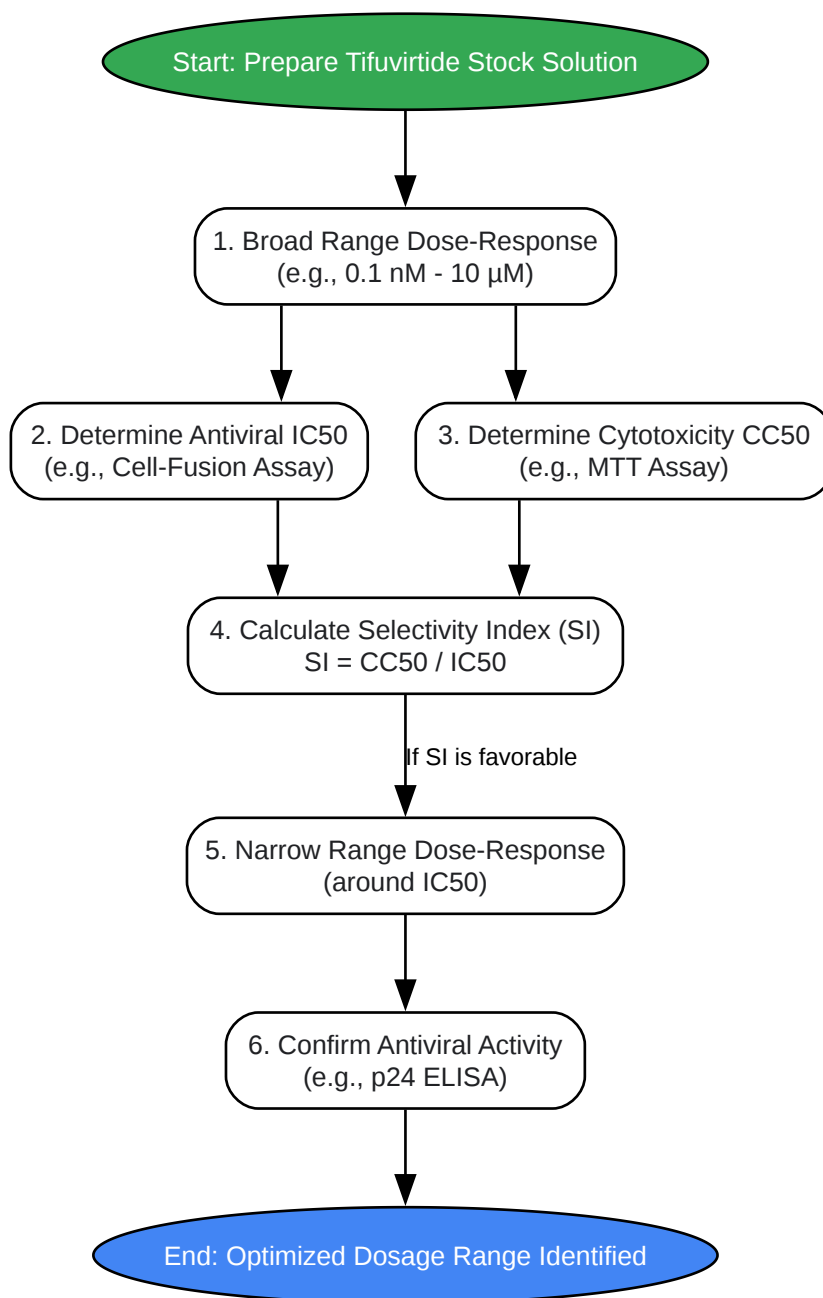 Start: Prepare Tifuvirtide Stock Solution
1. Broad Range Dose-Response
(e.g., 0.1 nM - 10 µM)
2. Determine Antiviral IC50
(e.g., Cell-Fusion Assay)
3. Determine Cytotoxicity CC50
(e.g., MTT Assay)
4. Calculate Selectivity Index (SI)
SI = CC50 / IC50
If SI is favorable
5. Narrow Range Dose-Response
(around IC50)
6. Confirm Antiviral Activity
(e.g., p24 ELISA)
End: Optimized Dosage Range Identified